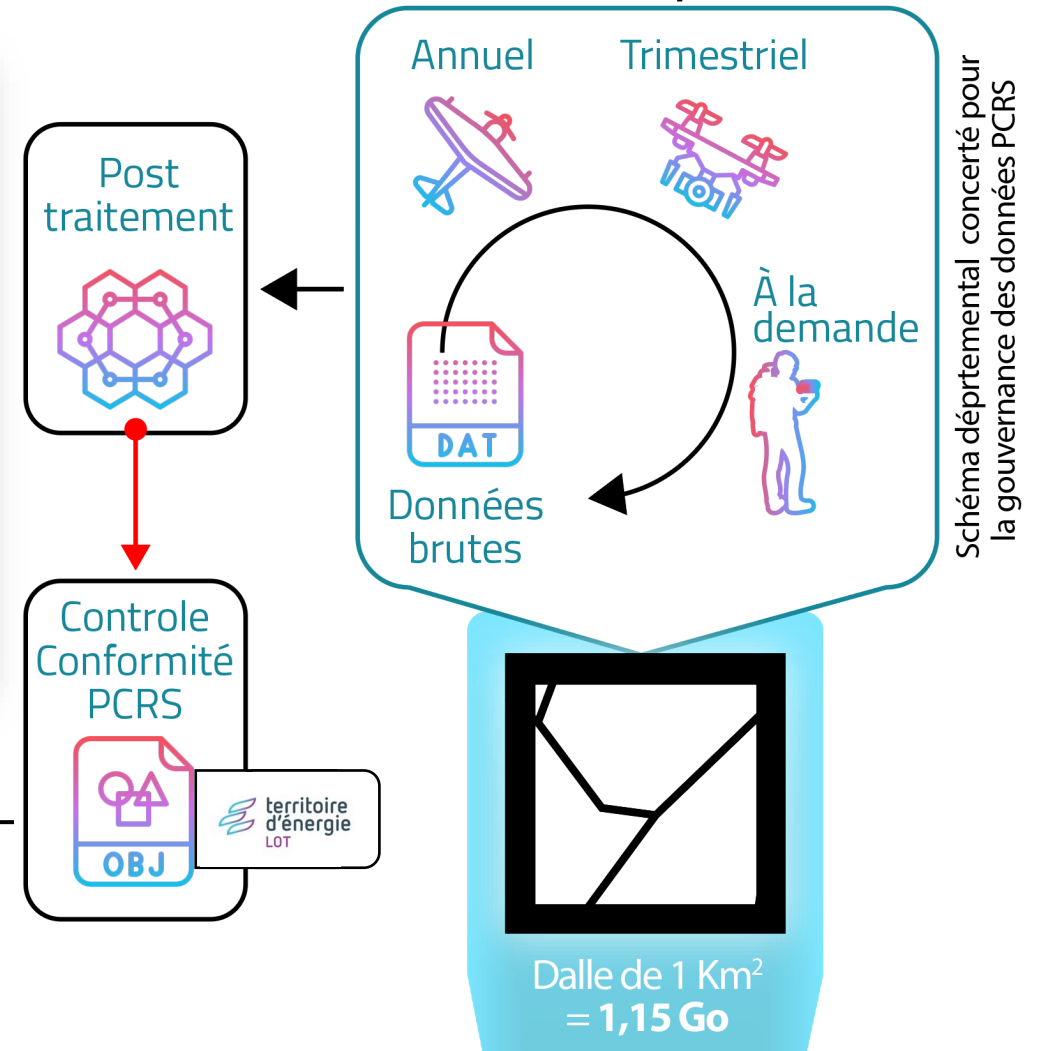 Annuel
Trimestriel
À la
demande
DAT
Données
brutes
Schéma déprtemental concerté pour
la gouvernance des données PCRS
Post
traitement
Controle
Conformité
PCRS
OBJ
territoire
d'énergie
LOT
Dalle de 1 Km²
= 1,15 Go